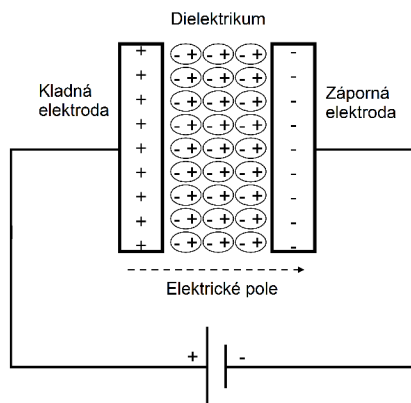 Dielektrikum
Kladná
elektroda
Záporná
elektroda
+ - + - + - + -
+ - + - + - + -
+ - + - + - + -
+ - + - + - + -
+ - + - + - + -
+ - + - + - + -
+ - + - + - + -
+ - + - + - + -
+ - + - + - + -
Elektrické pole
+ -